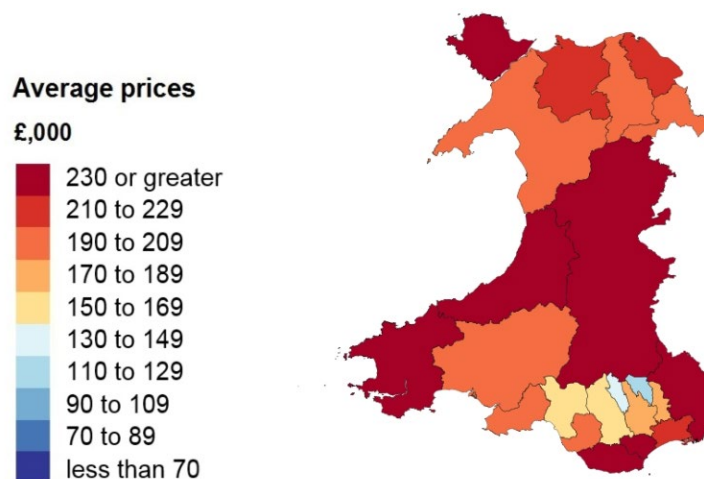 Average prices
£,000
230 or greater
210 to 229
190 to 209
170 to 189
150 to 169
130 to 149
110 to 129
90 to 109
70 to 89
less than 70